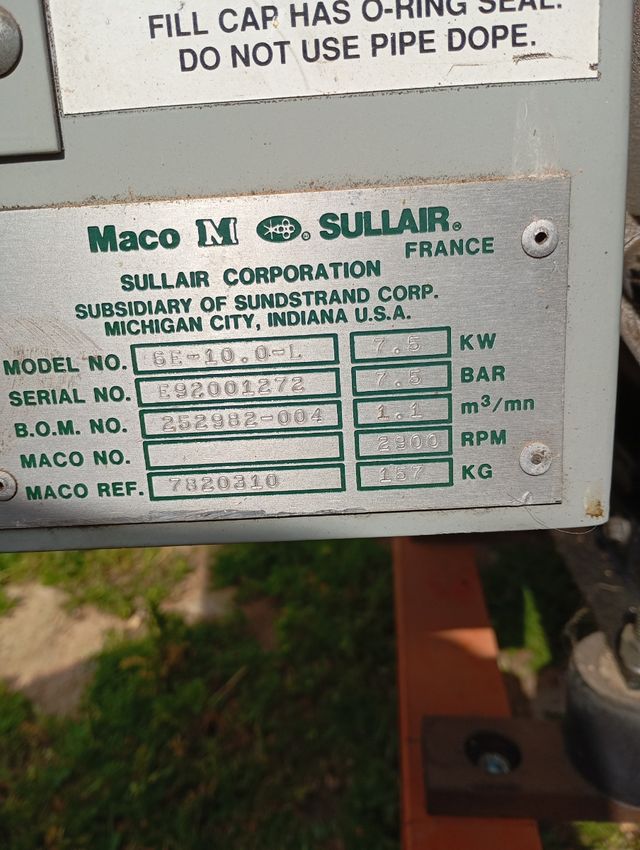 FILL CAP HAS O-RING SEAL.
DO NOT USE PIPE DOPE.
Maco M ®. SULLAIR®
FRANCE
SULLAIR CORPORATION
SUBSIDIARY OF SUNDSTRAND CORP.
MICHIGAN CITY, INDIANA U.S.A.
MODEL NO. 6E-10.0-L 7.5 KW
SERIAL NO. E92001272 7.5 BAR
B.O.M. NO. 252982-004 1.1 m³/mn
MACO NO. 2900 RPM
MACO REF. 7820310 157 KG